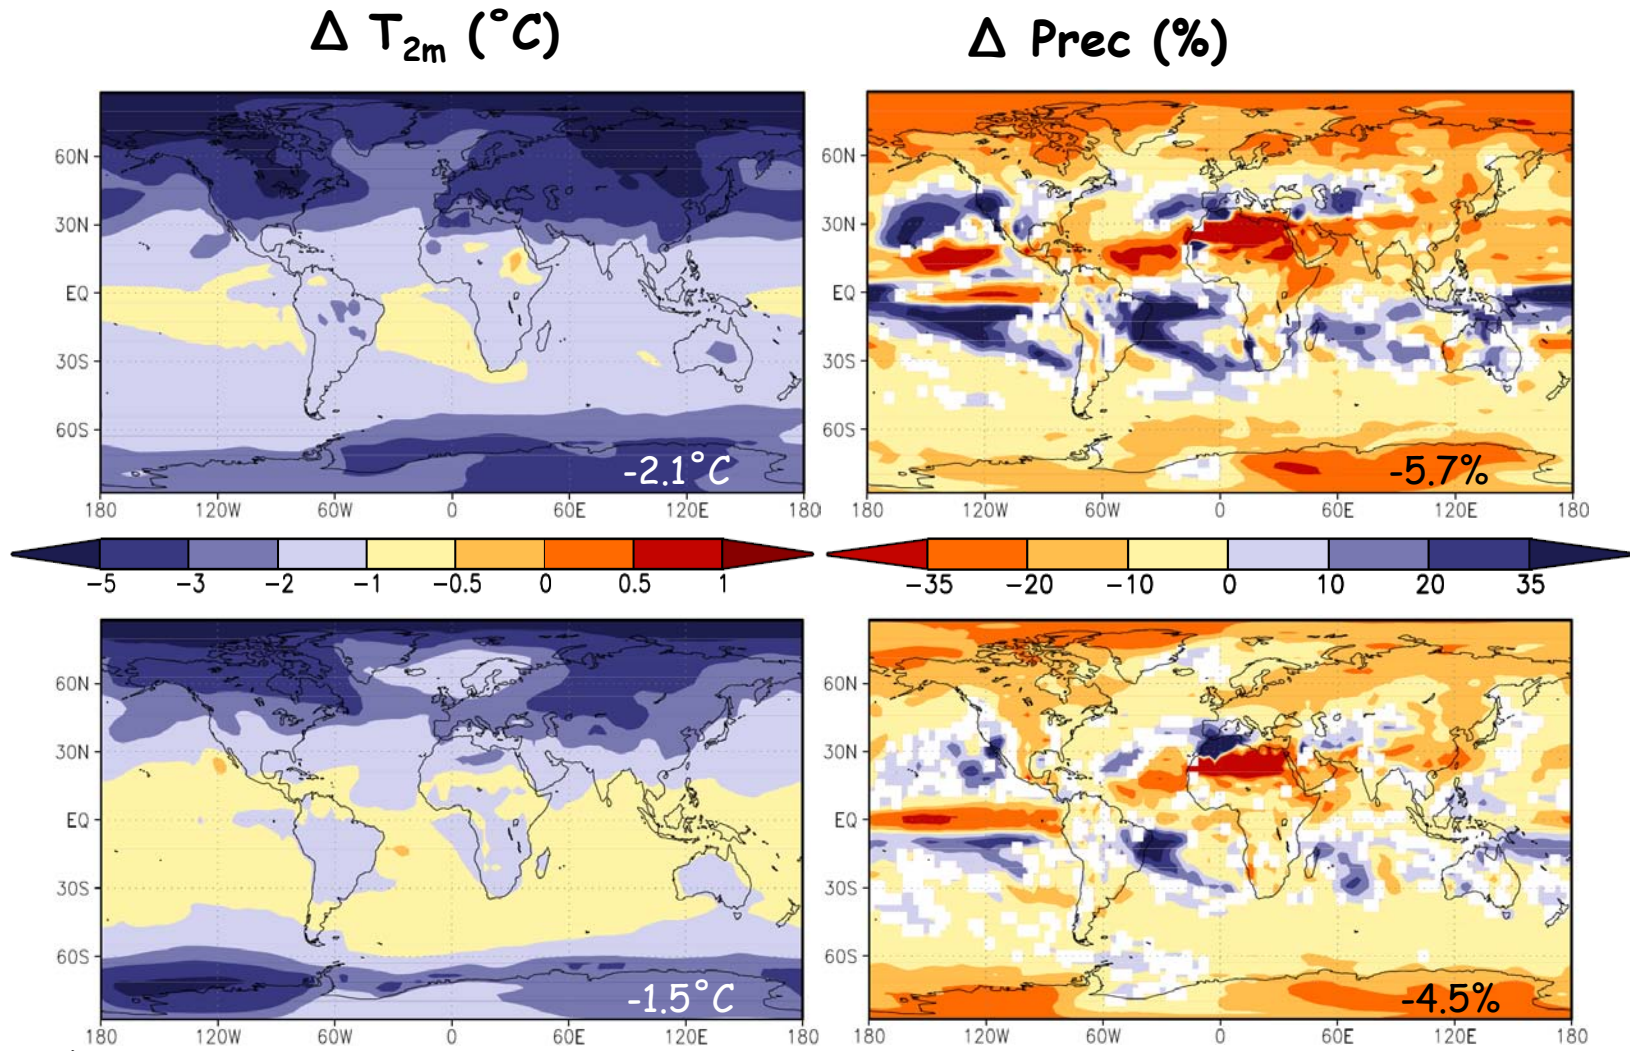 Δ T2m (°C)
Δ Prec (%)
60N
30N
EQ
30S
60S
-2.1°C
180 120W 60W 0 60E 120E 180
60N
30N
EQ
30S
60S
-5.7%
180 120W 60W 0 60E 120E 180
−5 −3 −2 −1 −0.5 0 0.5 1
−35 −20 −10 0 10 20 35
60N
30N
EQ
30S
60S
-1.5°C
180 120W 60W 0 60E 120E 180
60N
30N
EQ
30S
60S
-4.5%
180 120W 60W 0 60E 120E 180